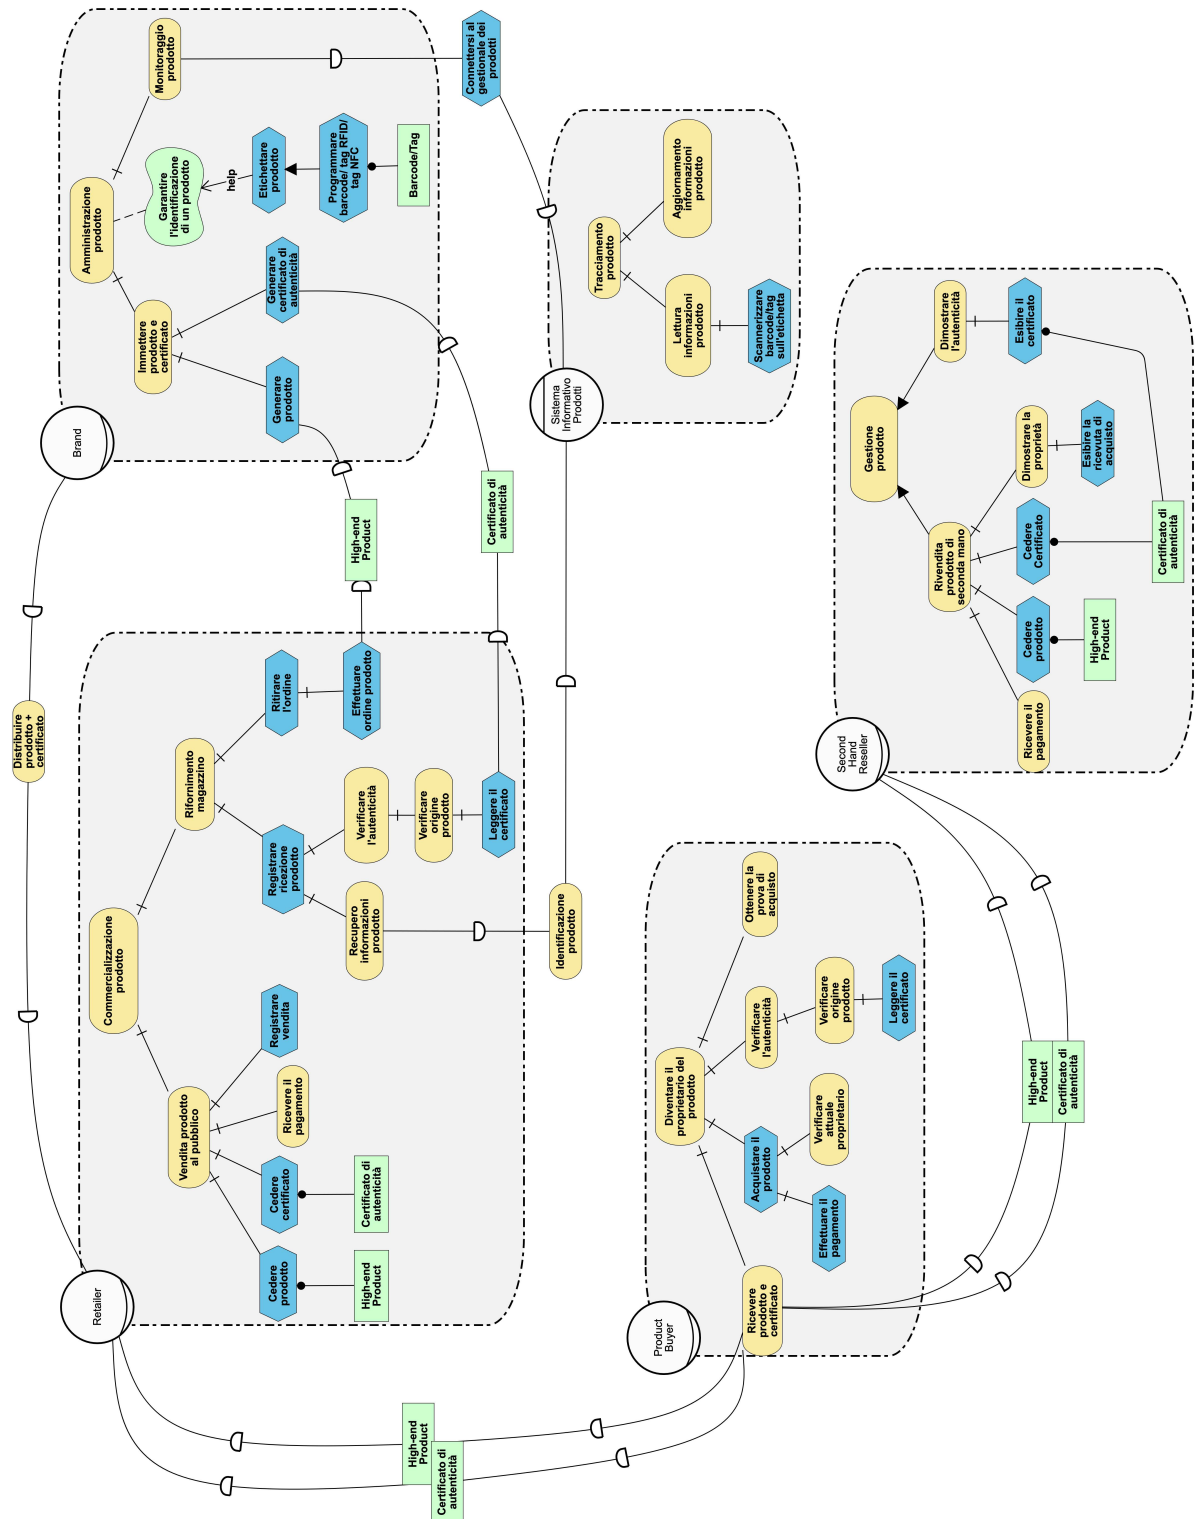 Retailer
Commercializzazione
prodotto
Vendita prodotto
al pubblico
Rifornimento
magazzino
Cedere
prodotto
Cedere
certificato
Ricevere il
pagamento
Registrare
vendita
Registrare
ricezione
prodotto
Ritirare
l'ordine
High-end
Product
Certificato di
autenticità
Recupero
informazioni
prodotto
Verificare
l'autenticità
Effettuare
ordine prodotto
Verificare
origine
prodotto
Leggere il
certificato
Distribuire
prodotto +
certificato
High-end
Product
Certificato di
autenticità
Identificazione
prodotto
Brand
Amministrazione
prodotto
Immettere
prodotto e
certificato
Garantire
l'identificazione
di un prodotto
Monitoraggio
prodotto
help
Generare
prodotto
Generare
certificato di
autenticità
Etichettare
prodotto
Programmare
barcode/ tag RFID/
tag NFC
Barcode/Tag
Connettersi al
gestionale dei
prodotti
Sistema
Informativo
Prodotti
Tracciamento
prodotto
Lettura
informazioni
prodotto
Aggiornamento
informazioni
prodotto
Scannerizzare
barcode/tag
sull'etichetta
High-end
Product
Certificato di
autenticità
Product
Buyer
Diventare il
proprietario del
prodotto
Ricevere
prodotto e
certificato
Acquistare il
prodotto
Verificare
l'autenticità
Ottenere la
prova di
acquisto
Effettuare il
pagamento
Verificare
attuale
proprietario
Verificare
origine
prodotto
Leggere il
certificato
High-end
Product
Certificato di
autenticità
Second
Hand
Reseller
Gestione
prodotto
Rivendita
prodotto di
seconda mano
Dimostrare
l'autenticità
Ricevere il
pagamento
Cedere
prodotto
Cedere
Certificato
Dimostrare la
proprietà
Esibire il
certificato
High-end
Product
Esibire la
ricevuta di
acquisto
Certificato di
autenticità